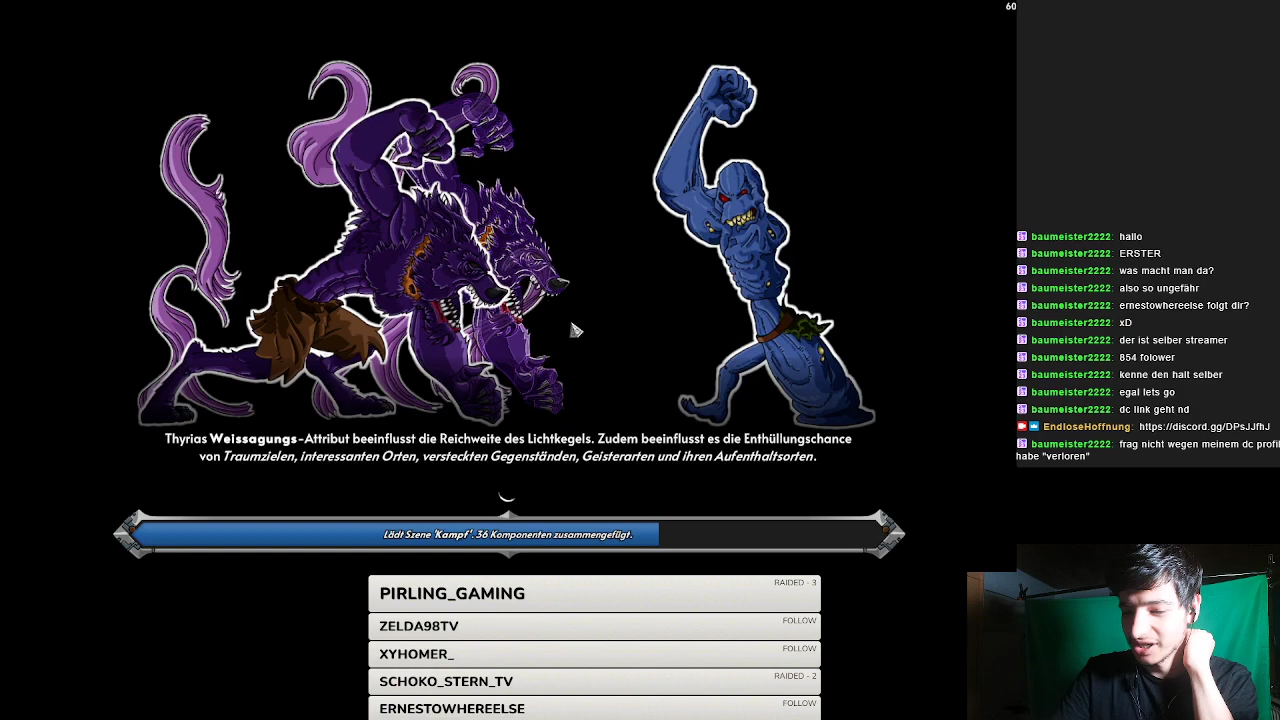 60
baumeister2222: hallo
baumeister2222: ERSTER
baumeister2222: was macht man da?
baumeister2222: also so ungefähr
baumeister2222: ernestowhereelse folgt dir?
baumeister2222: xD
baumeister2222: der ist selber streamer
baumeister2222: 854 folower
baumeister2222: kenne den halt selber
baumeister2222: egal lets go
baumeister2222: dc link geht nd
EndloseHoffnung: https://discord.gg/DPsJJfhJ
baumeister2222: frag nicht wegen meinem dc profil
habe "verloren"
Thyrias Weissagungs-Attribut beeinflusst die Reichweite des Lichtkegels. Zudem beeinflusst es die Enthüllungschance
von Traumzielen, interessanten Orten, versteckten Gegenständen, Geisterarten und ihren Aufenthaltsorten.
Lädt Szene 'Kampf'. 36 Komponenten zusammengefügt.
PIRLING_GAMING RAIDED - 3
ZELDA98TV FOLLOW
XYHOMER_ FOLLOW
SCHOKO_STERN_TV RAIDED - 2
ERNESTOWHEREELSE FOLLOW